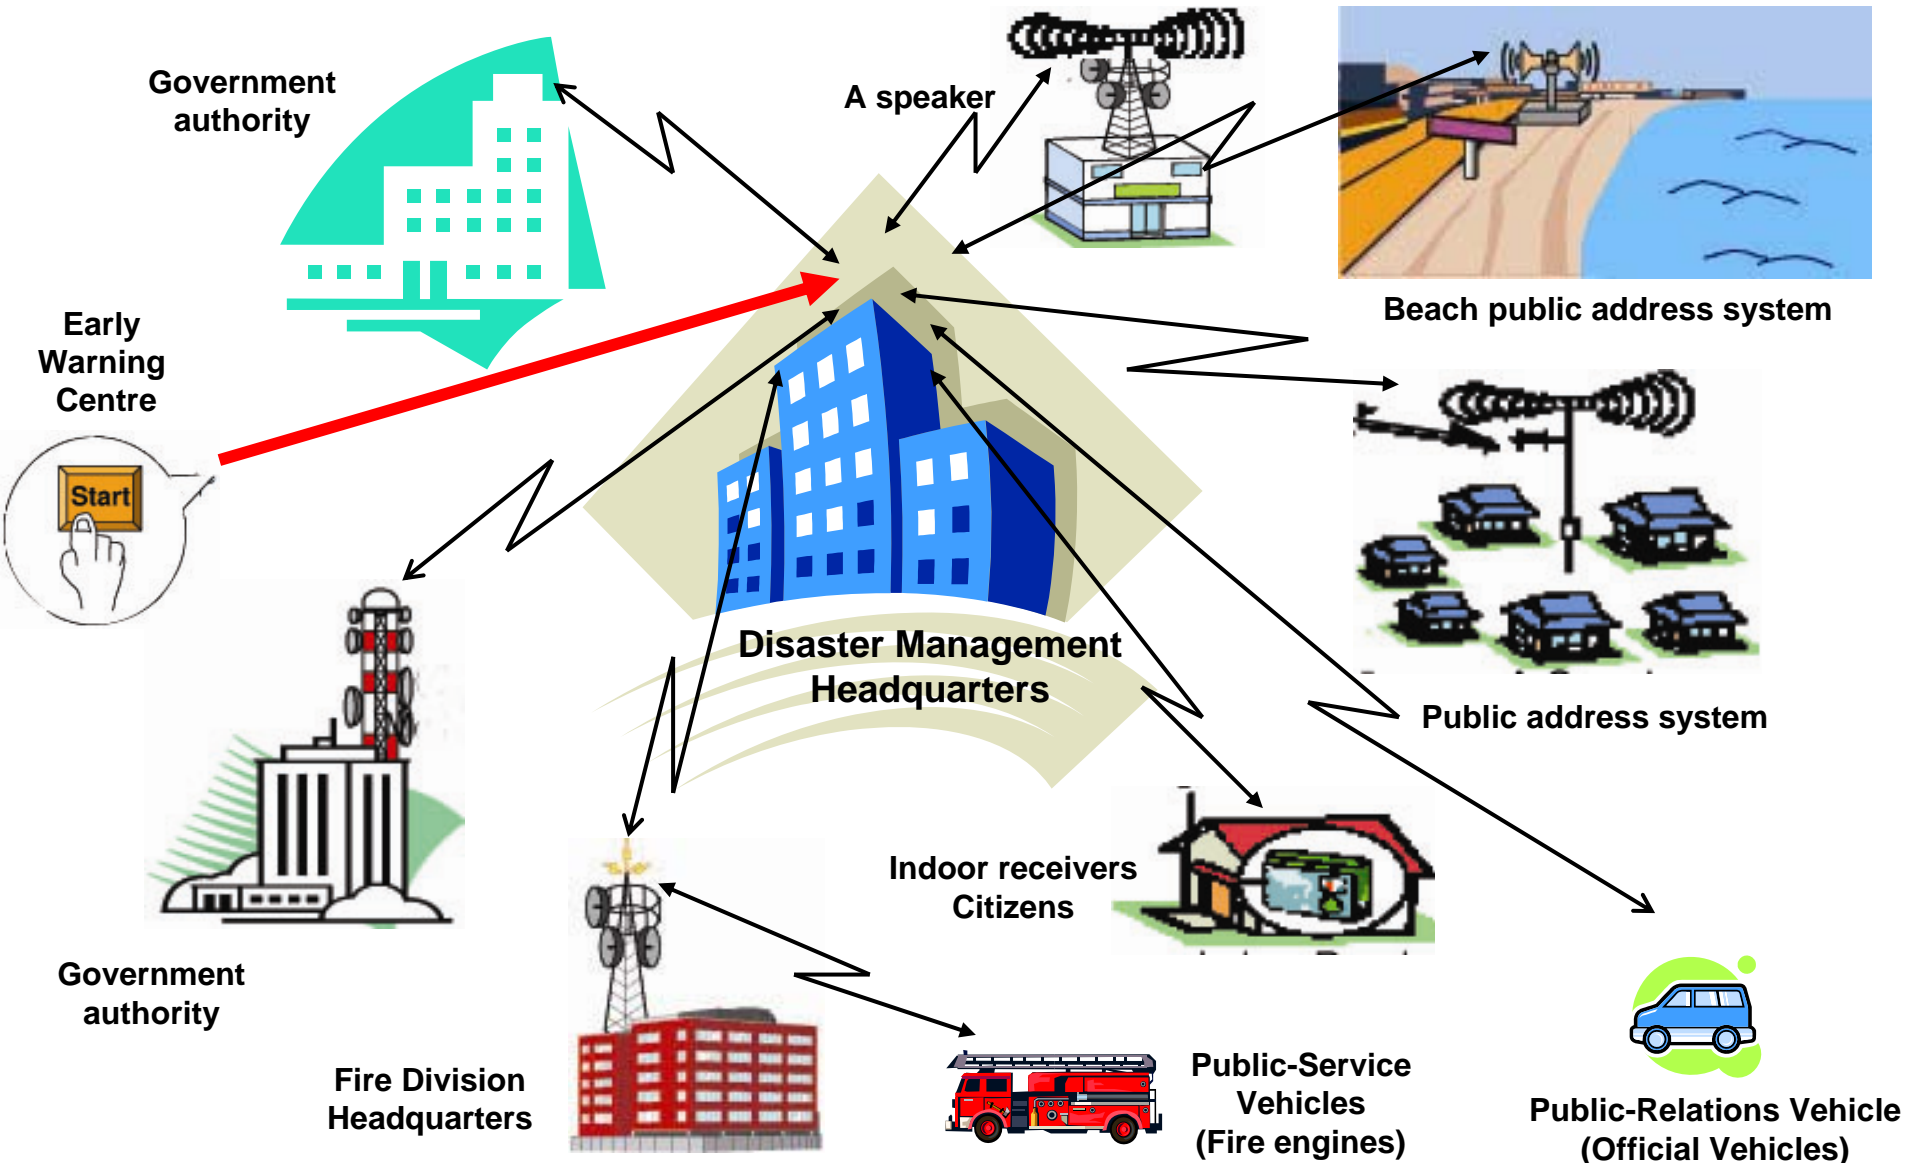 Government
authority
A speaker
Beach public address system
Early
Warning
Centre
Start
Disaster Management
Headquarters
Public address system
Indoor receivers
Citizens
Government
authority
Fire Division
Headquarters
Public-Service
Vehicles
(Fire engines)
Public-Relations Vehicle
(Official Vehicles)